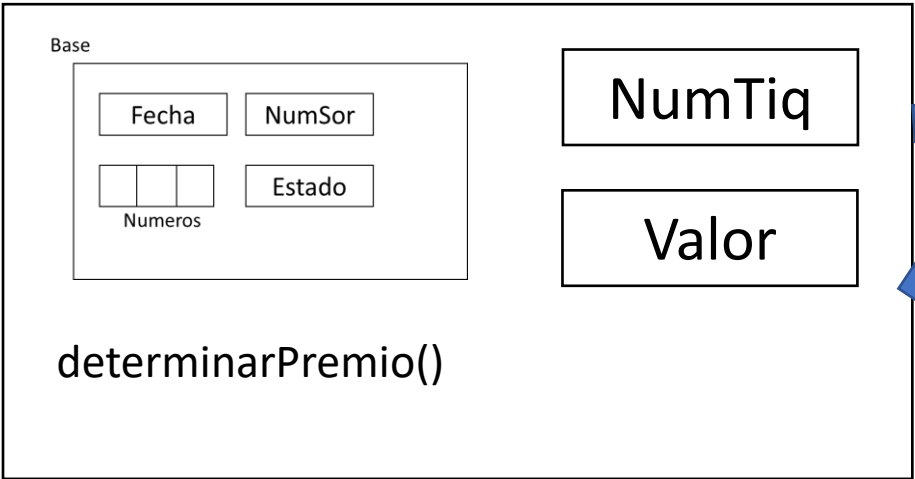 Base
Fecha
NumSor
Numeros
Estado
NumTiq
Valor
determinarPremio()